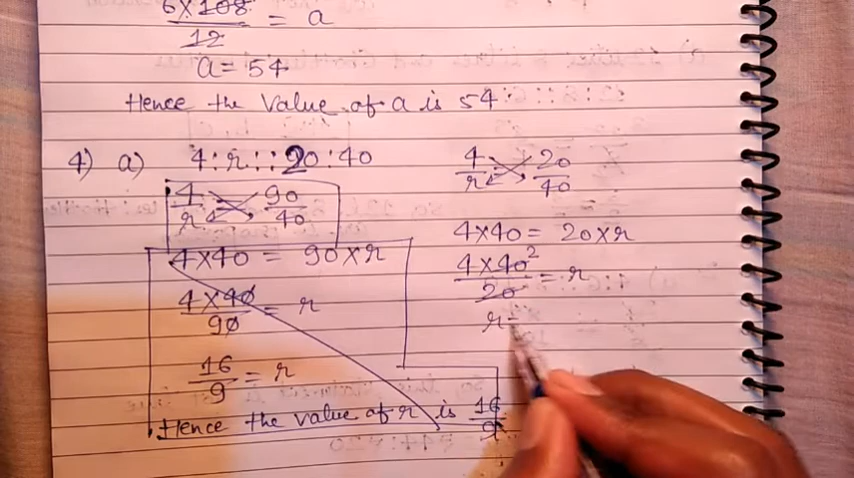 6×108 / 12 = a
a = 54
Hence the value of a is 54.
4) a) 4:r::20:40
4/r = 90/40
4×40 = 90×r
4×40/90 = r
16/9 = r
Hence the value of r is 16/9
4/r 20/40
4×40 = 20×r
4×40 2 / 20 = r
r=